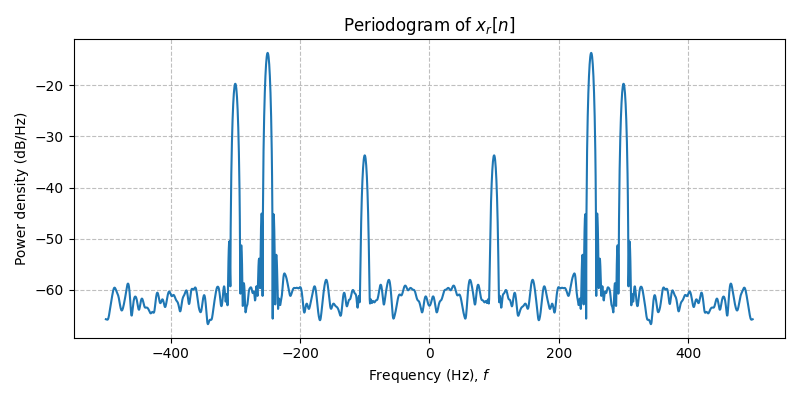 Periodogram of x_r[n]
−20
−30
−40
−50
−60
Power density (dB/Hz)
−400 −200 0 200 400
Frequency (Hz), f